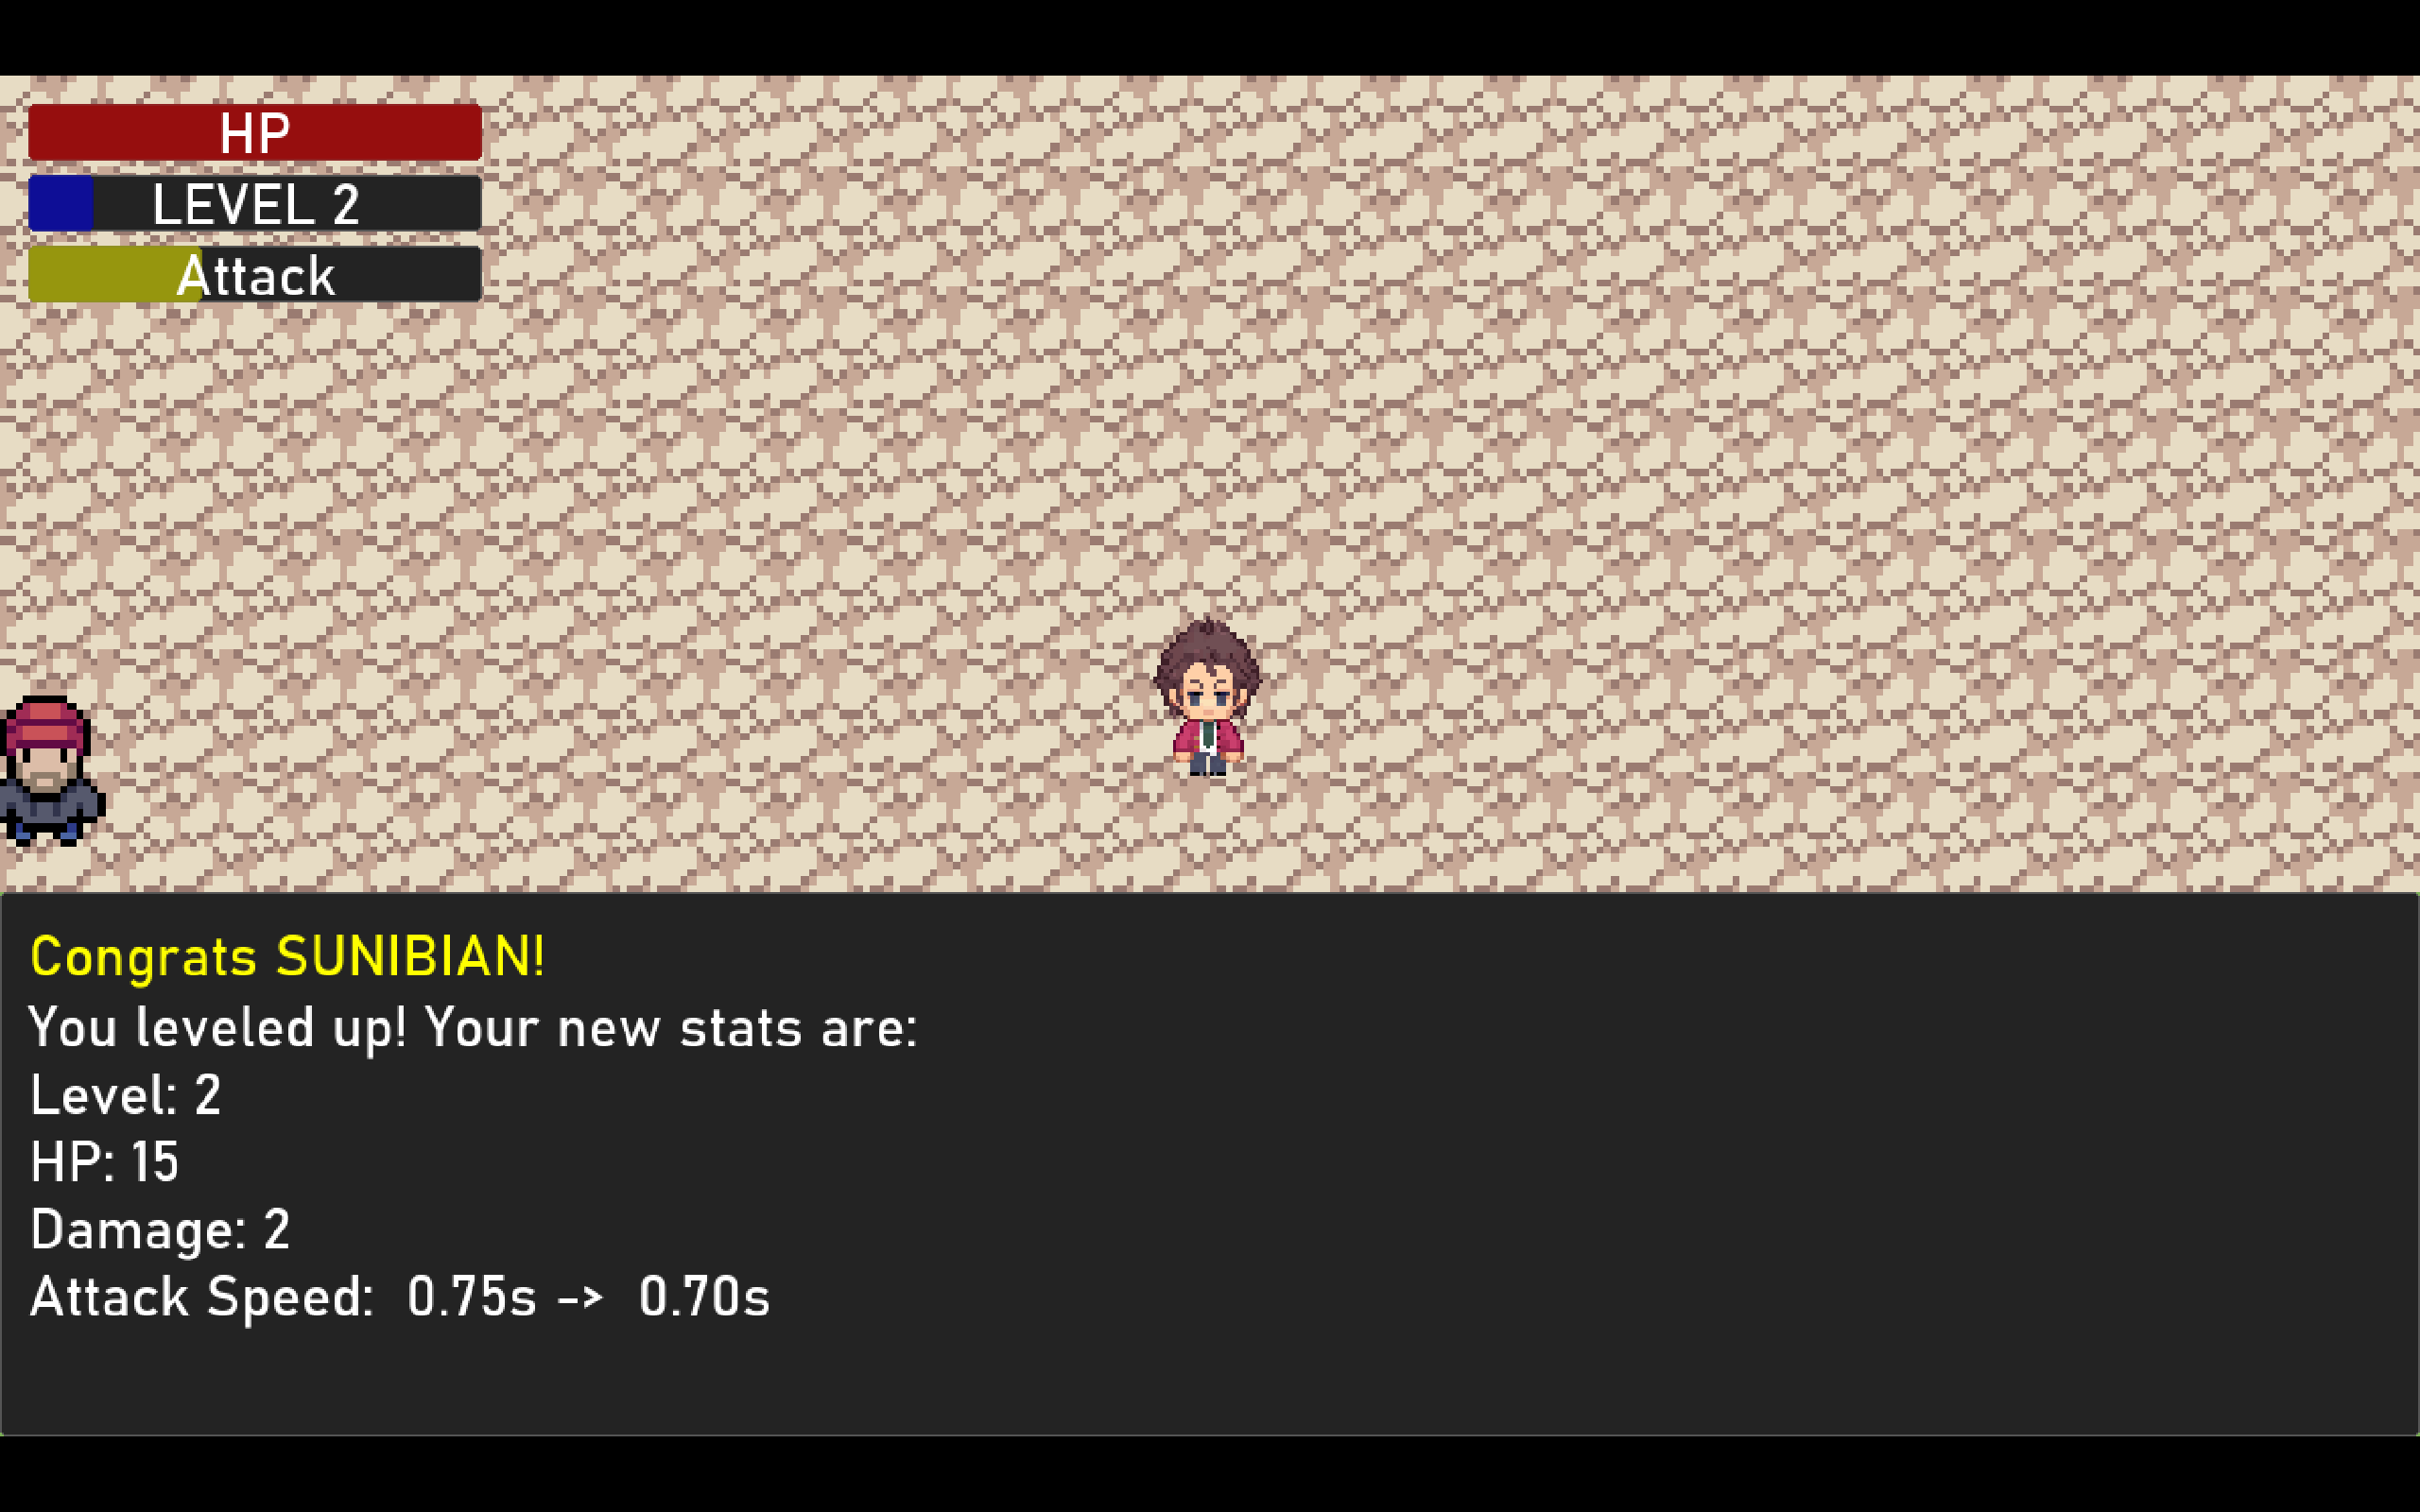 HP
LEVEL 2
Attack
Congrats SUNIBIAN!
You leveled up! Your new stats are:
Level: 2
HP: 15
Damage: 2
Attack Speed:  0.75s ->  0.70s